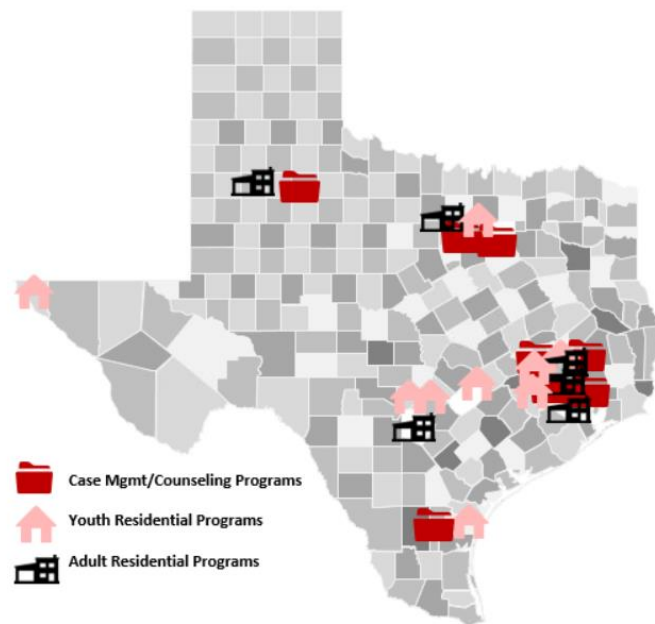 Case Mgmt/Counseling Programs
Youth Residential Programs
Adult Residential Programs